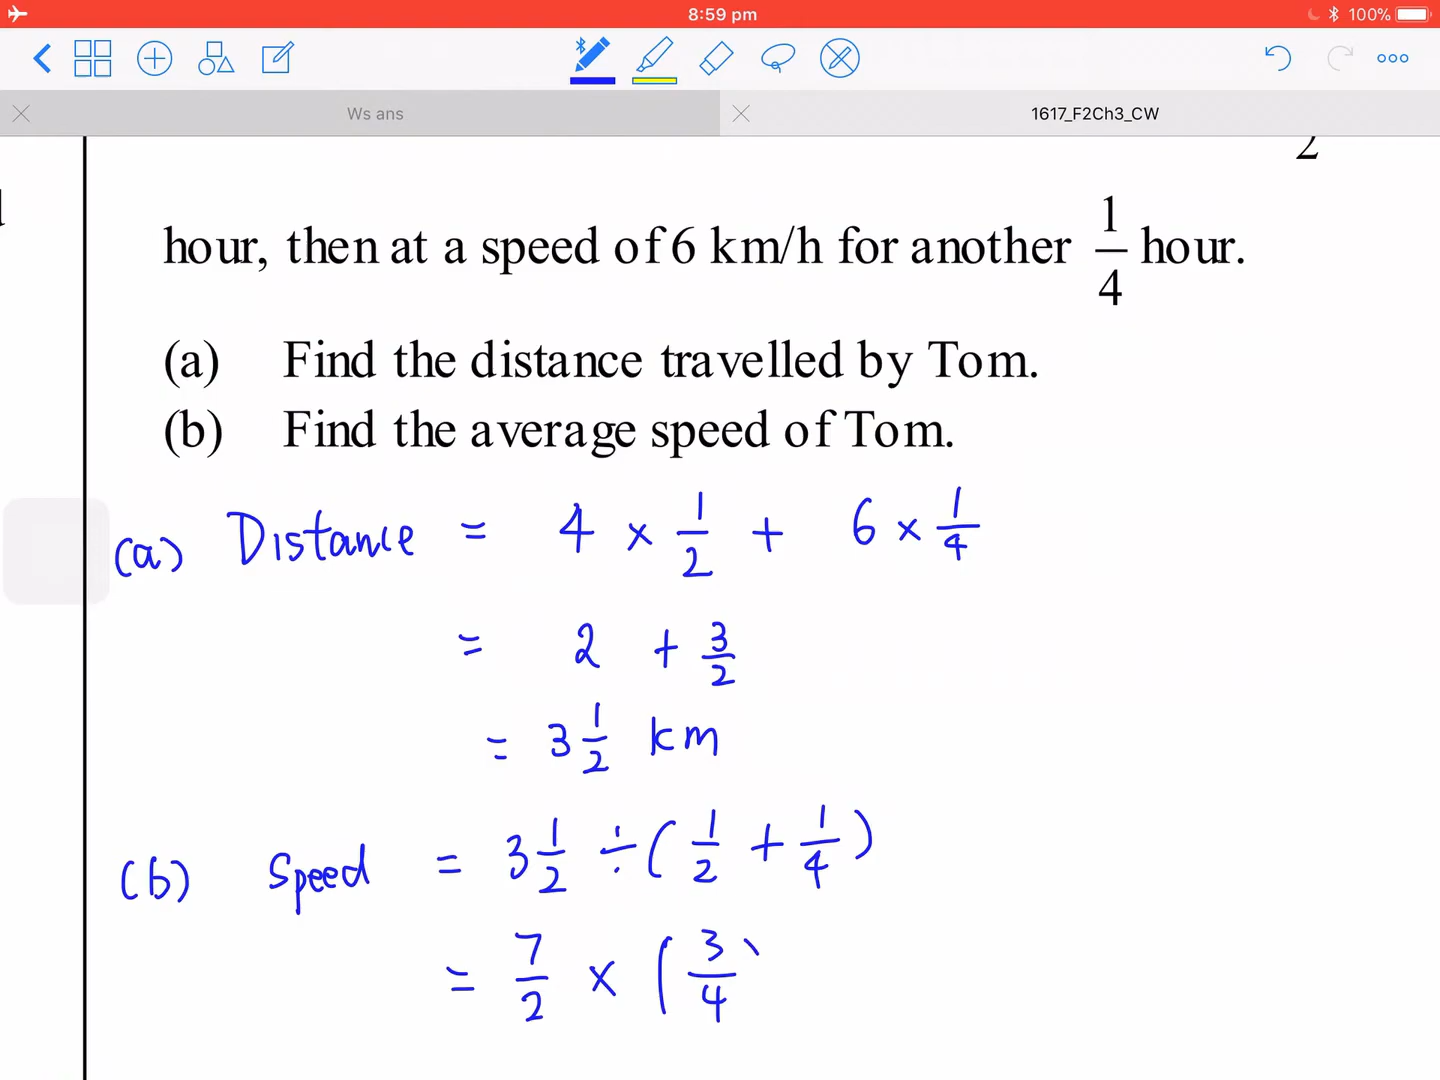 8:59 pm
100%
Ws ans
1617_F2Ch3_CW
2
hour, then at a speed of 6 km/h for another 1/4 hour.
(a) Find the distance travelled by Tom.
(b) Find the average speed of Tom.
(a) Distance = 4 × 1/2 + 6 × 1/4
= 2 + 3/2
= 3 1/2 km
(b) Speed = 3 1/2 ÷ (1/2 + 1/4)
= 7/2 × (3/4